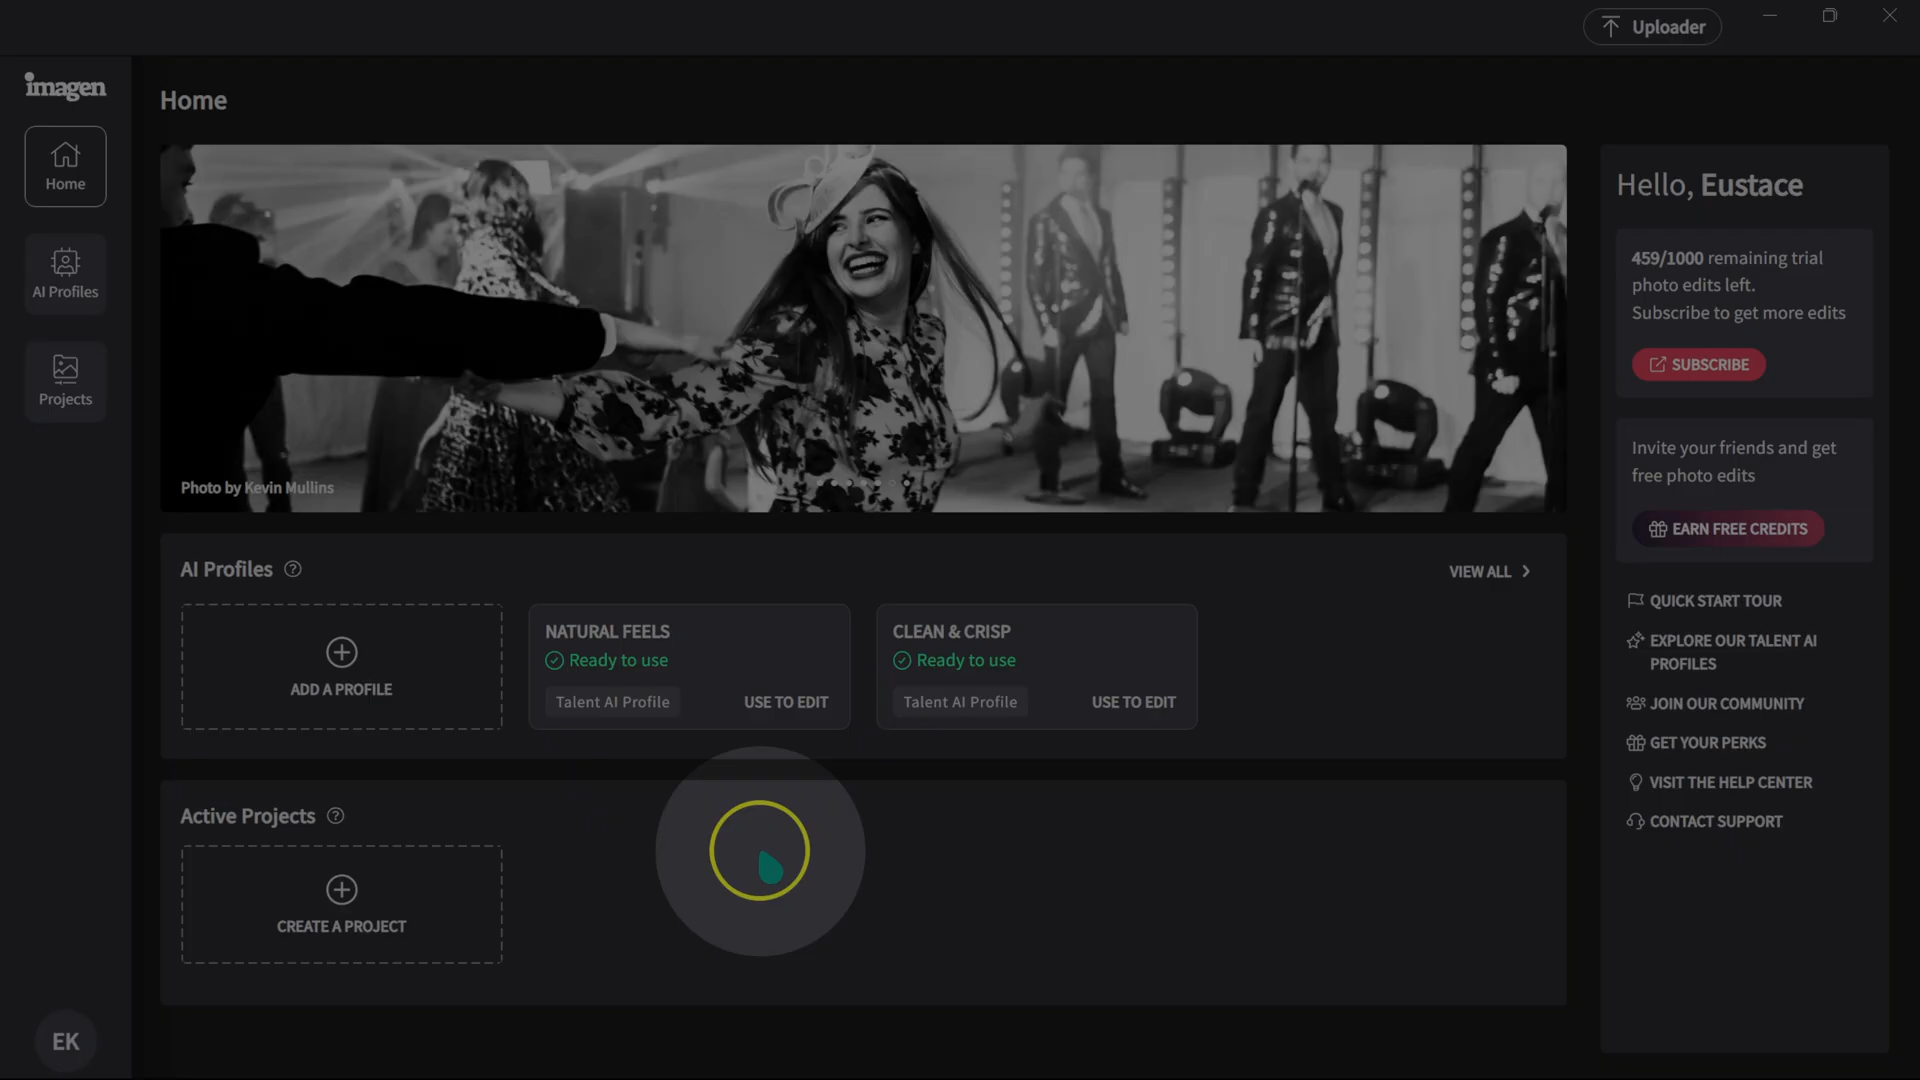 Uploader
imagen
Home
AI Profiles
Projects
EK
Home
Photo by Kevin Mullins
AI Profiles
VIEW ALL
ADD A PROFILE
NATURAL FEELS
Ready to use
Talent AI Profile
USE TO EDIT
CLEAN & CRISP
Ready to use
Talent AI Profile
USE TO EDIT
Active Projects
CREATE A PROJECT
Hello, Eustace
459/1000 remaining trial
photo edits left.
Subscribe to get more edits
SUBSCRIBE
Invite your friends and get
free photo edits
EARN FREE CREDITS
QUICK START TOUR
EXPLORE OUR TALENT AI
PROFILES
JOIN OUR COMMUNITY
GET YOUR PERKS
VISIT THE HELP CENTER
CONTACT SUPPORT